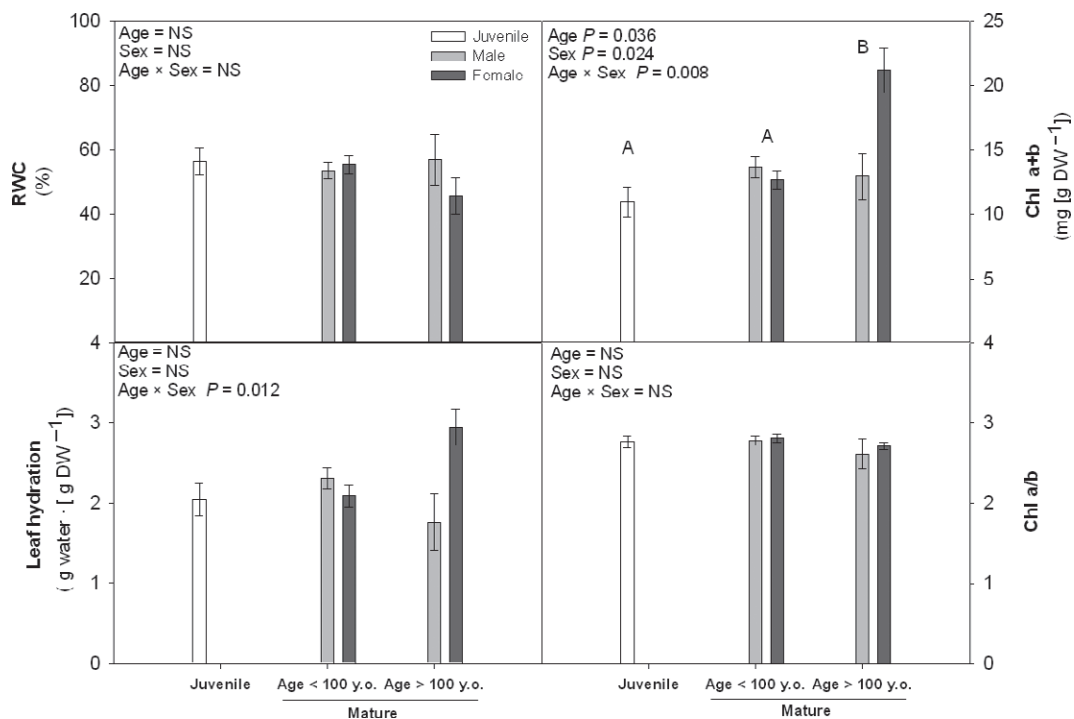 Age = NS
Sex = NS
Age × Sex = NS
Juvenile
Male
Female
100
80
60
40
20
4
RWC
(%)
Age P = 0.036
Sex P = 0.024
Age × Sex P = 0.008
A
A
B
25
20
15
10
5
4
Chl a+b
(mg [g DW−1])
Age = NS
Sex = NS
Age × Sex P = 0.012
3
2
1
0
Leaf hydration
( g water · [ g DW−1])
Age = NS
Sex = NS
Age × Sex = NS
3
2
1
0
Chl a/b
Juvenile Age < 100 y.o. Age > 100 y.o.
Mature
Juvenile Age < 100 y.o. Age > 100 y.o.
Mature